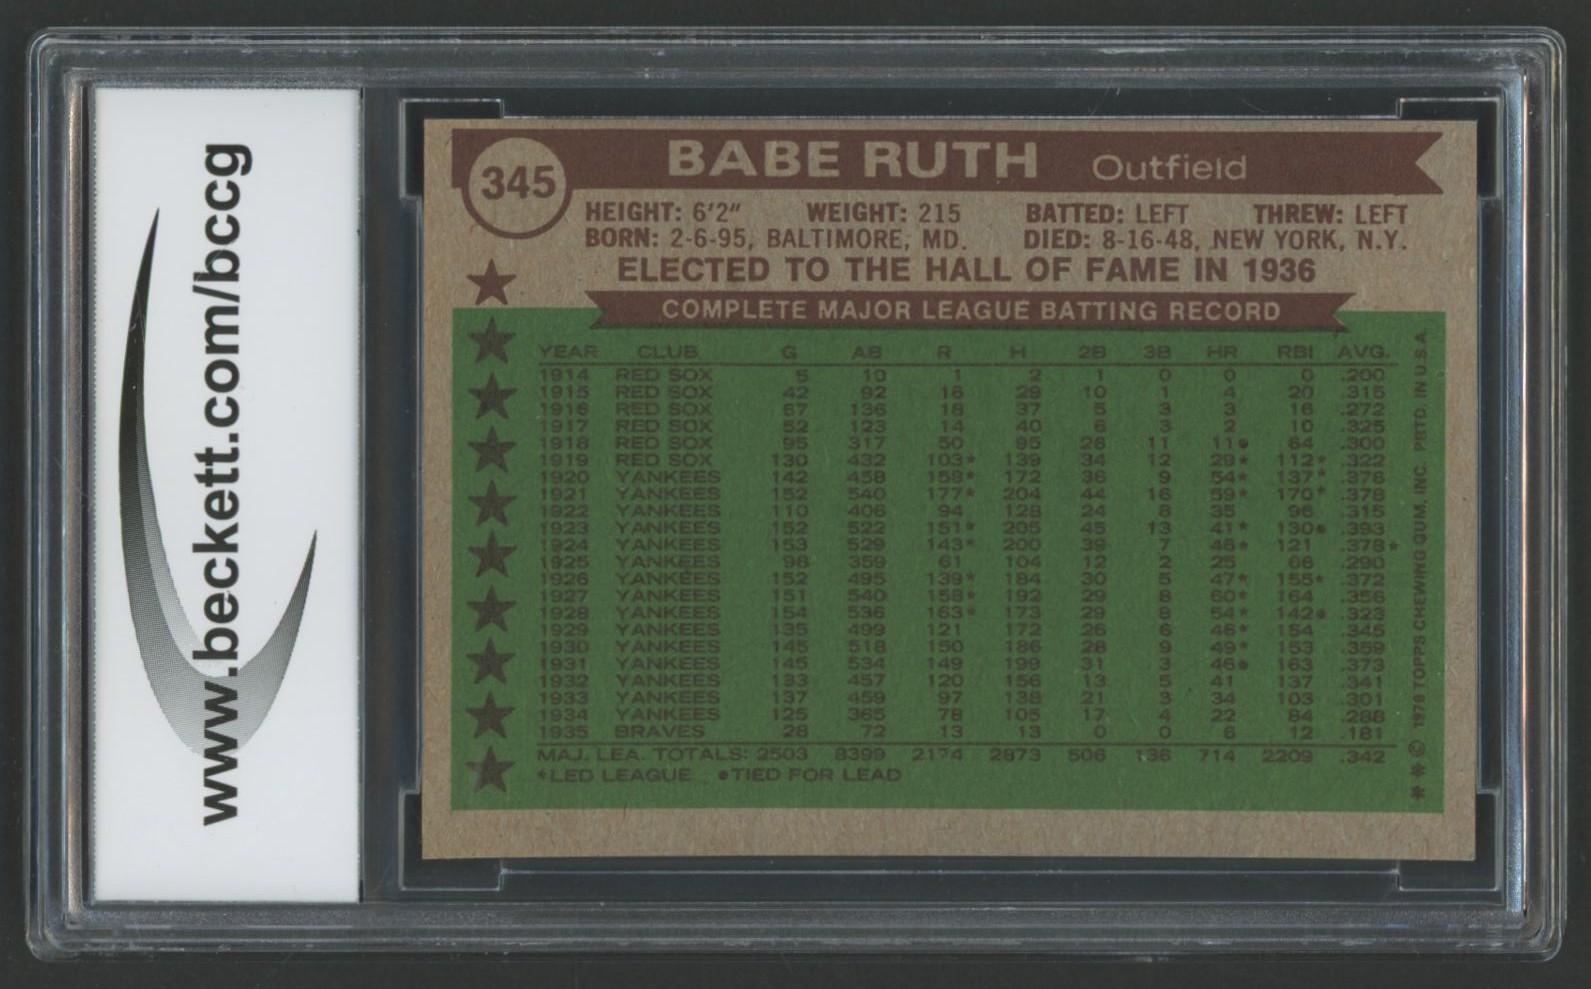 www.beckett.com/bccg
345
BABE RUTH Outfield
HEIGHT: 6'2" WEIGHT: 215 BATTED: LEFT THREW: LEFT
BORN: 2-6-95, BALTIMORE, MD. DIED: 8-16-48, NEW YORK, N.Y.
ELECTED TO THE HALL OF FAME IN 1936
COMPLETE MAJOR LEAGUE BATTING RECORD
YEAR CLUB G AB R H 2B 3B HR RBI AVG.
1914 RED SOX 5 10 1 2 1 0 0 0 .200
1915 RED SOX 42 92 16 29 10 1 4 20 .315
1916 RED SOX 67 136 18 37 5 3 3 16 .272
1917 RED SOX 52 123 14 40 6 3 2 10 .325
1918 RED SOX 95 317 50 95 26 11 11• 64 .300
1919 RED SOX 130 432 103* 139 34 12 29* 112* .322
1920 YANKEES 142 458 158* 172 36 9 54* 137* .376
1921 YANKEES 152 540 177* 204 44 16 59* 170* .378
1922 YANKEES 110 406 94 128 24 8 35 96 .315
1923 YANKEES 152 522 151* 205 45 13 41* 130• .393
1924 YANKEES 153 529 143* 200 39 7 46* 121 .378*
1925 YANKEES 98 359 61 104 12 2 25 66 .290
1926 YANKEES 152 495 139* 184 30 5 47* 155* .372
1927 YANKEES 151 540 158* 192 29 8 60* 164 .356
1928 YANKEES 154 536 163* 173 29 8 54* 142• .323
1929 YANKEES 135 499 121 172 26 6 46* 154 .345
1930 YANKEES 145 518 150 186 28 9 49* 153 .359
1931 YANKEES 145 534 149 199 31 3 46• 163 .373
1932 YANKEES 133 457 120 156 13 5 41 137 .341
1933 YANKEES 137 459 97 138 21 3 34 103 .301
1934 YANKEES 125 365 78 105 17 4 22 84 .288
1935 BRAVES 28 72 13 13 0 0 6 12 .181
MAJ. LEA. TOTALS: 2503 8399 2174 2873 506 136 714 2209 .342
*LED LEAGUE •TIED FOR LEAD
***© 1976 TOPPS CHEWING GUM, INC. PRTD. IN U.S.A.